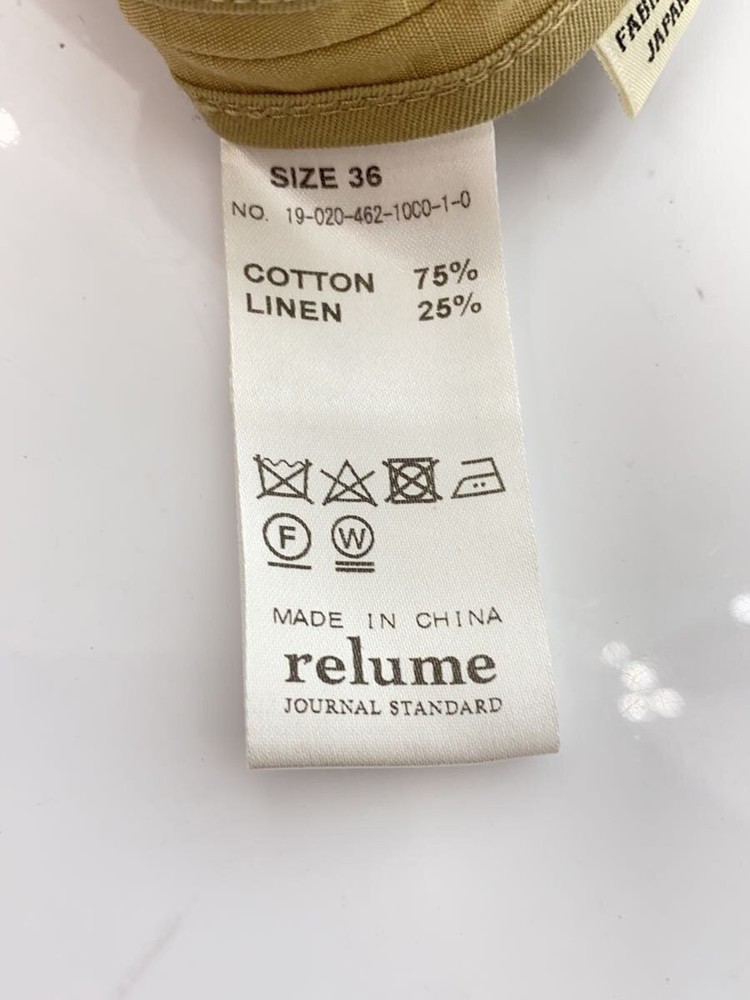 JAPAN
SIZE 36
NO. 19-020-462-1000-1-0
COTTON 75%
LINEN 25%
F W
MADE IN CHINA
relume
JOURNAL STANDARD